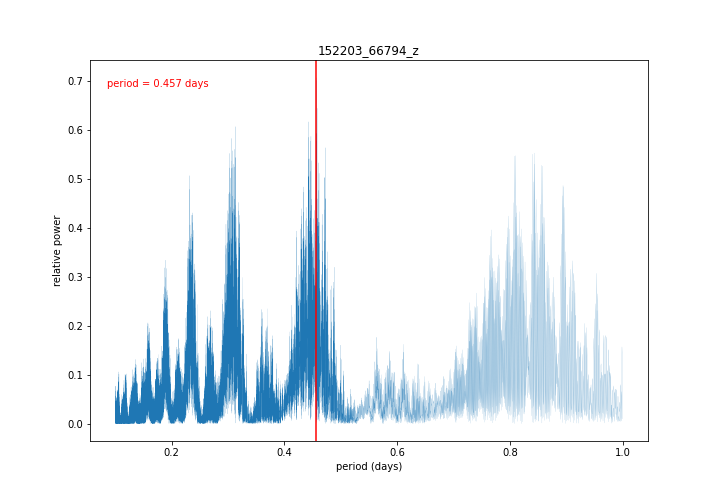 152203_66794_z
period = 0.457 days
relative power
0.7
0.6
0.5
0.4
0.3
0.2
0.1
0.0
0.2 0.4 0.6 0.8 1.0
period (days)